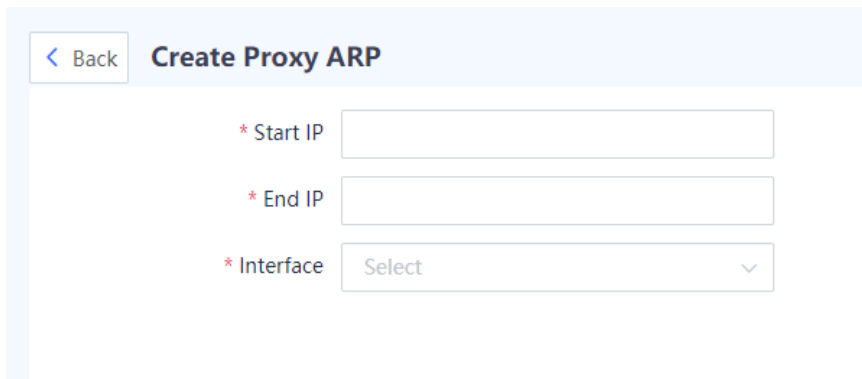 Back Create Proxy ARP
* Start IP
* End IP
* Interface Select